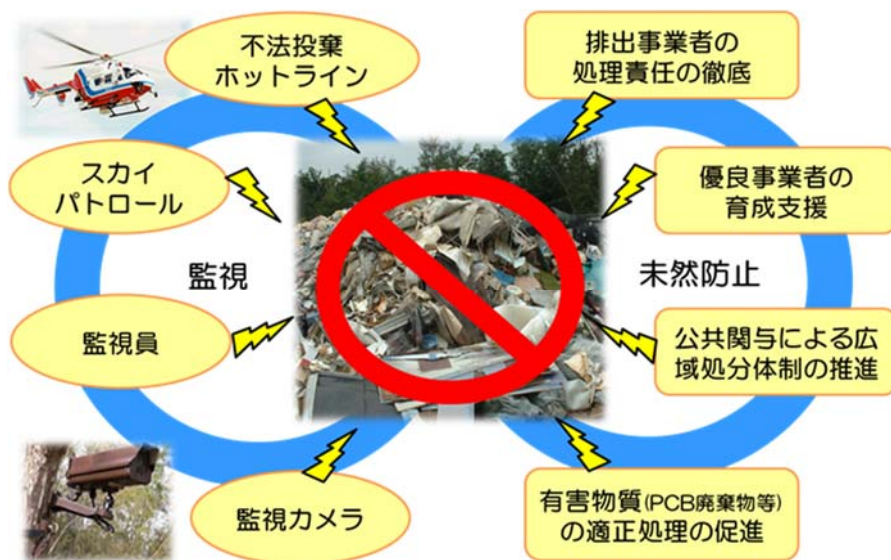 不法投棄
ホットライン
スカイ
パトロール
監視
監視員
監視カメラ
排出事業者の
処理責任の徹底
優良事業者の
育成支援
未然防止
公共関与による広
域処分体制の推進
有害物質(PCB廃棄物等)
の適正処理の促進